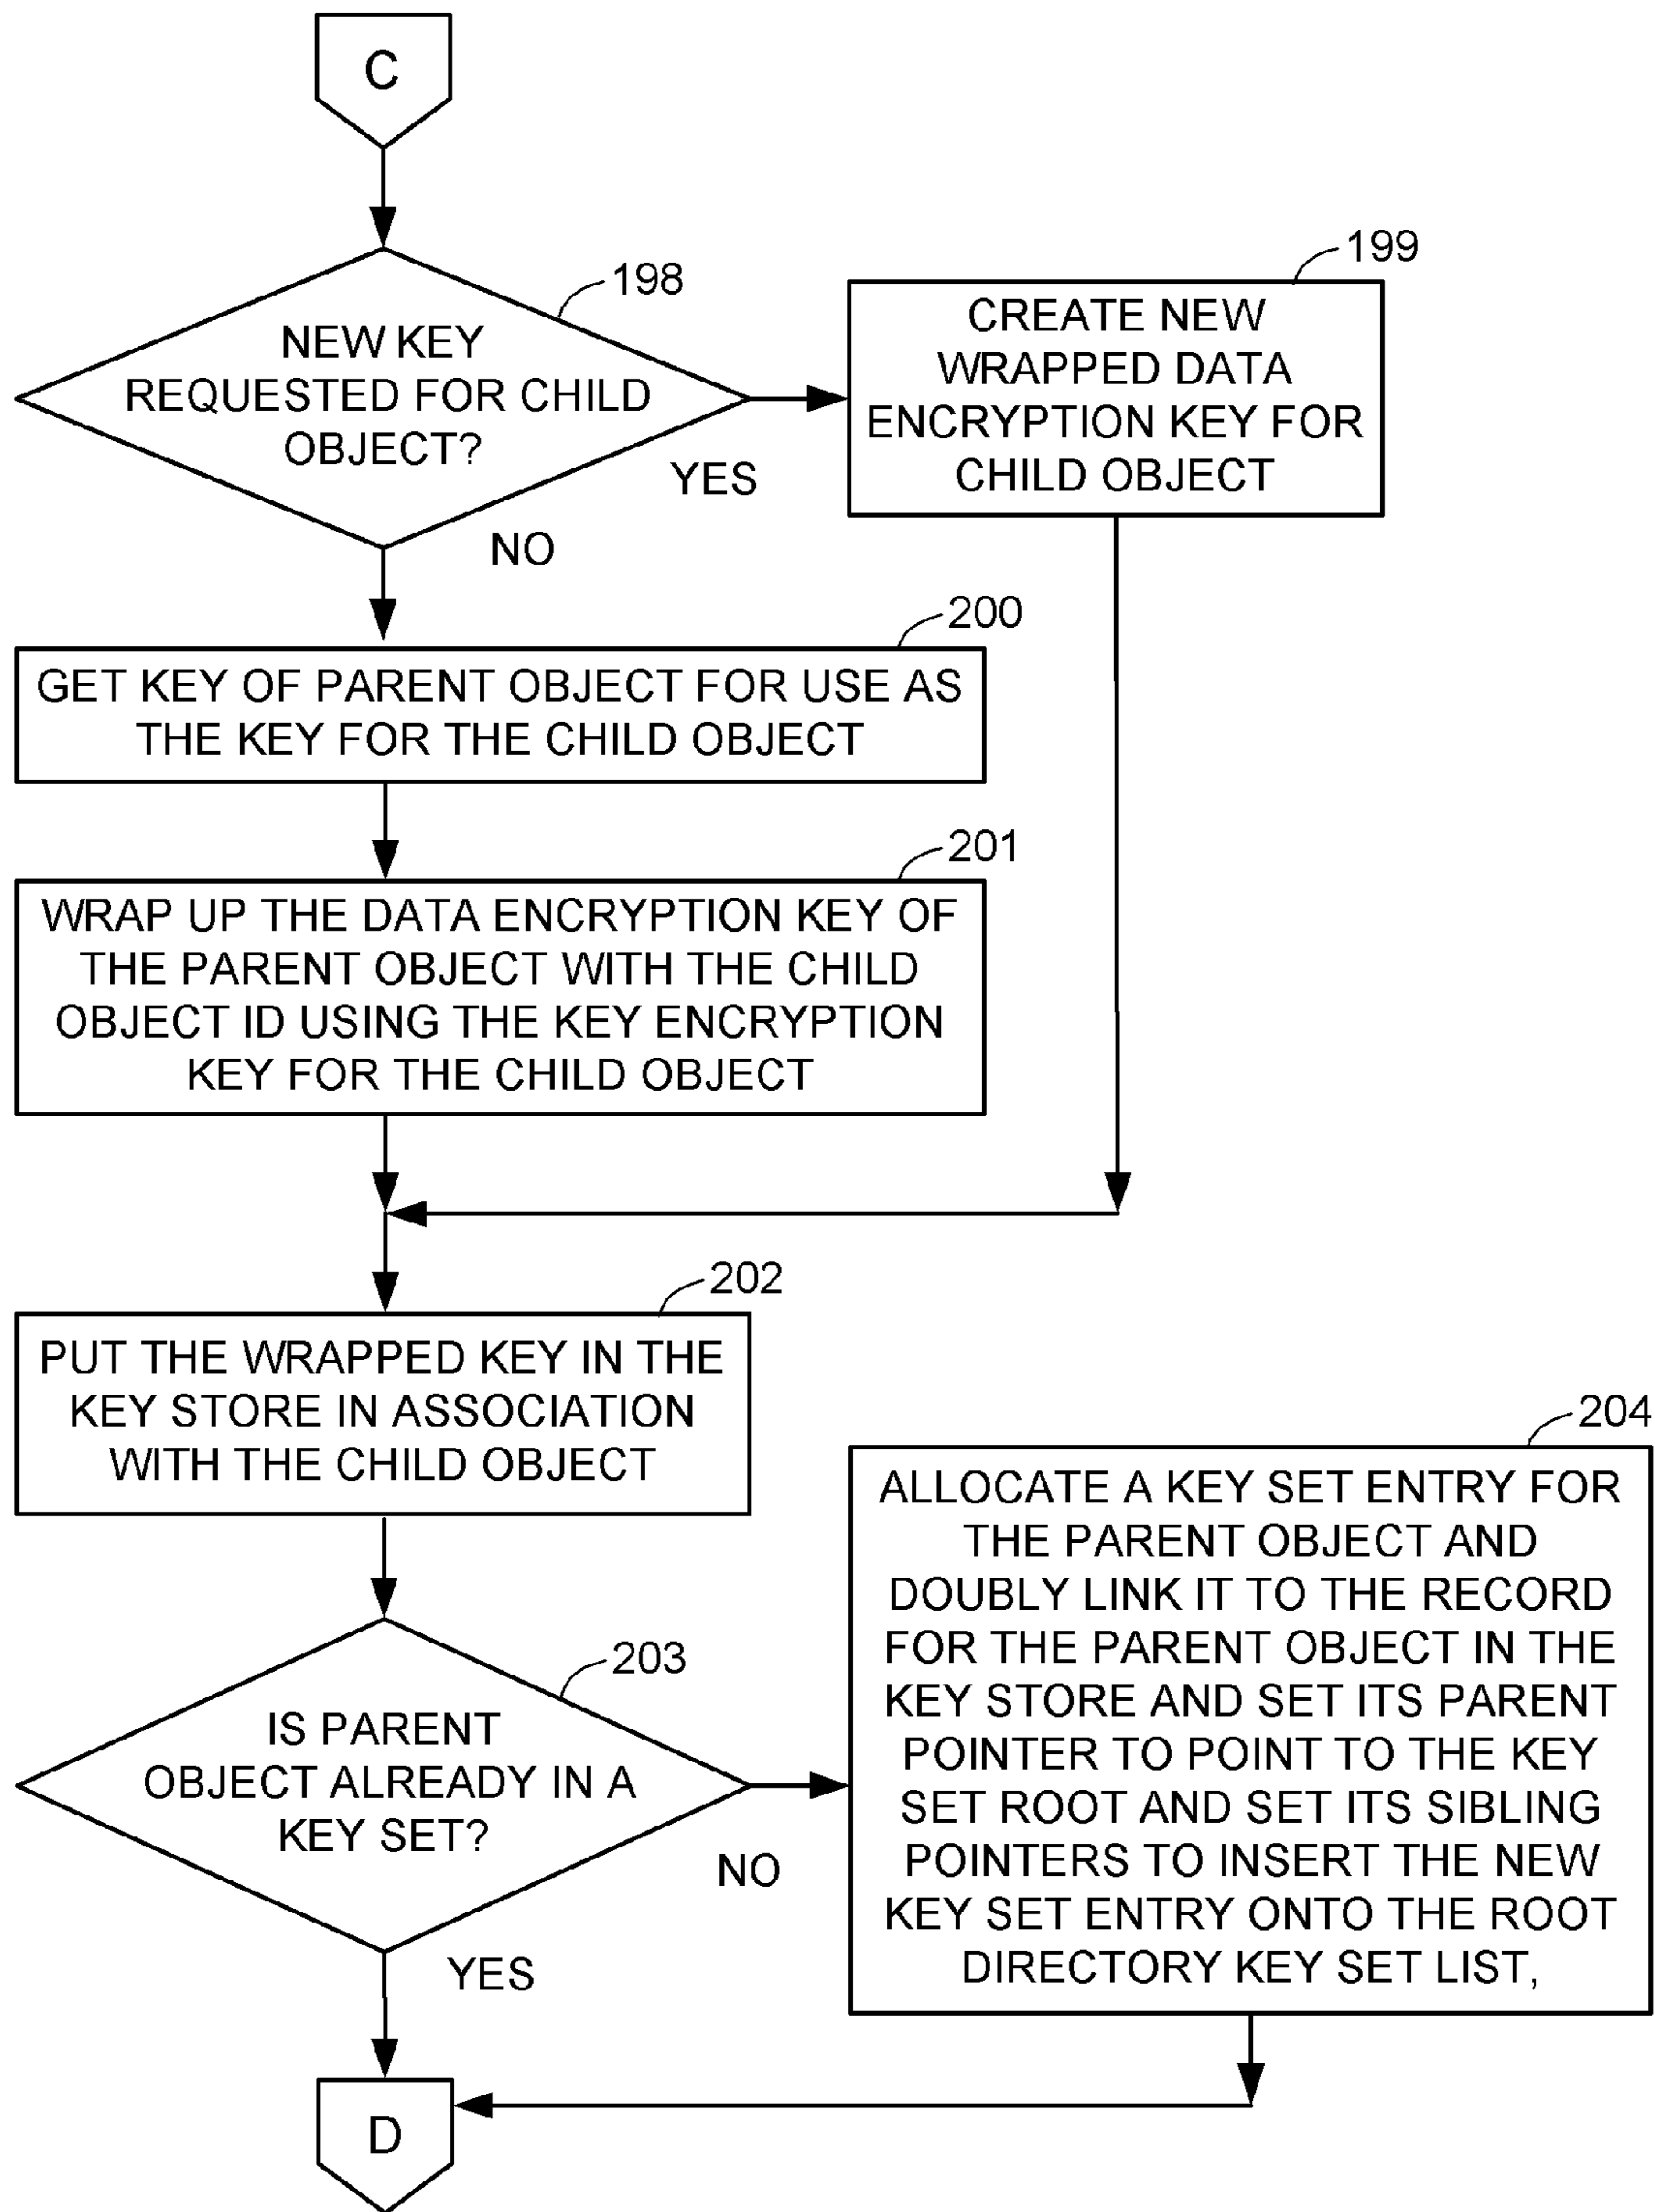 C
198
NEW KEY
REQUESTED FOR CHILD
OBJECT?
YES
NO
199
CREATE NEW
WRAPPED DATA
ENCRYPTION KEY FOR
CHILD OBJECT
200
GET KEY OF PARENT OBJECT FOR USE AS
THE KEY FOR THE CHILD OBJECT
201
WRAP UP THE DATA ENCRYPTION KEY OF
THE PARENT OBJECT WITH THE CHILD
OBJECT ID USING THE KEY ENCRYPTION
KEY FOR THE CHILD OBJECT
202
PUT THE WRAPPED KEY IN THE
KEY STORE IN ASSOCIATION
WITH THE CHILD OBJECT
203
IS PARENT
OBJECT ALREADY IN A
KEY SET?
NO
YES
204
ALLOCATE A KEY SET ENTRY FOR
THE PARENT OBJECT AND
DOUBLY LINK IT TO THE RECORD
FOR THE PARENT OBJECT IN THE
KEY STORE AND SET ITS PARENT
POINTER TO POINT TO THE KEY
SET ROOT AND SET ITS SIBLING
POINTERS TO INSERT THE NEW
KEY SET ENTRY ONTO THE ROOT
DIRECTORY KEY SET LIST,
D